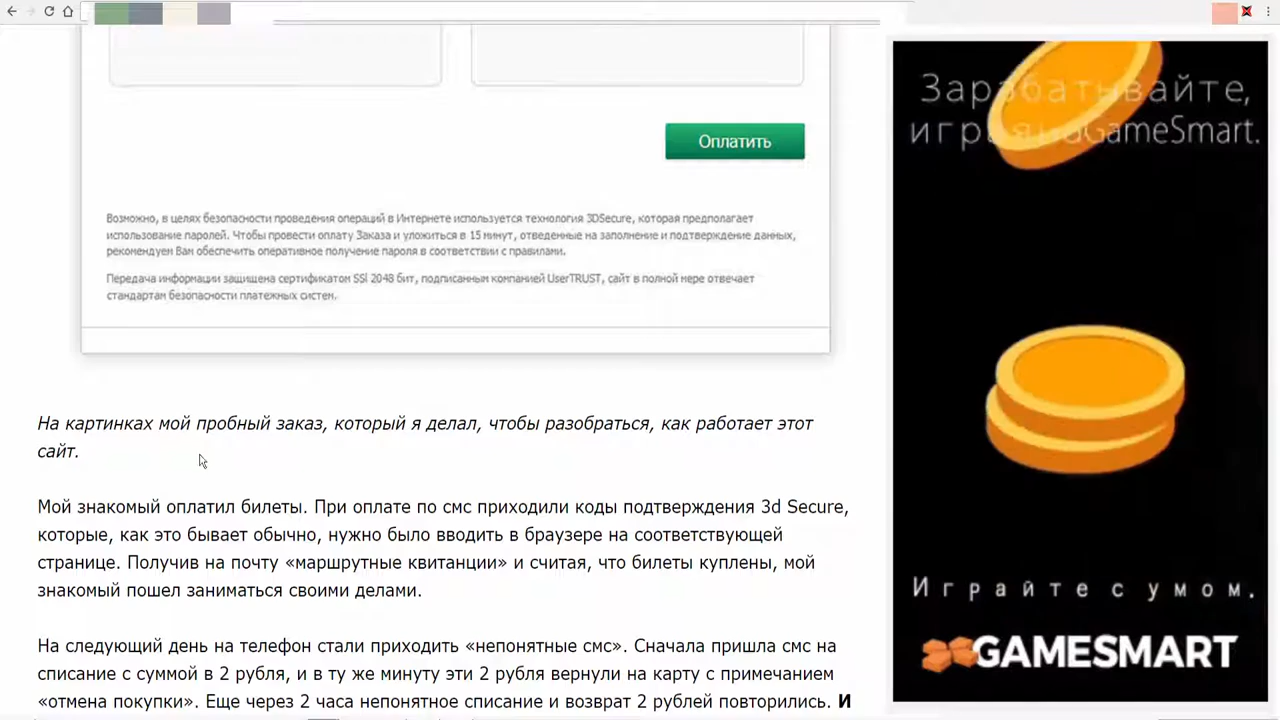 Оплатить
Возможно, в целях безопасности проведения операций в Интернете используется технология 3DSecure, которая предполагает
использование паролей. Чтобы провести оплату Заказа и уложиться в 15 минут, отведенные на заполнение и подтверждение данных,
рекомендуем Вам обеспечить оперативное получение пароля в соответствии с правилами.
Передача информации защищена сертификатом SSl 2048 бит, подписанным компанией UserTRUST, сайт в полной мере отвечает
стандартам безопасности платежных систем.
На картинках мой пробный заказ, который я делал, чтобы разобраться, как работает этот
сайт.
Мой знакомый оплатил билеты. При оплате по смс приходили коды подтверждения 3d Secure,
которые, как это бывает обычно, нужно было вводить в браузере на соответствующей
странице. Получив на почту «маршрутные квитанции» и считая, что билеты куплены, мой
знакомый пошел заниматься своими делами.
На следующий день на телефон стали приходить «непонятные смс». Сначала пришла смс на
списание с суммой в 2 рубля, и в ту же минуту эти 2 рубля вернули на карту с примечанием
«отмена покупки». Еще через 2 часа непонятное списание и возврат 2 рублей повторились. И
Зарабатывайте,
GameSmart.
Играйте с умом.
GAMESMART